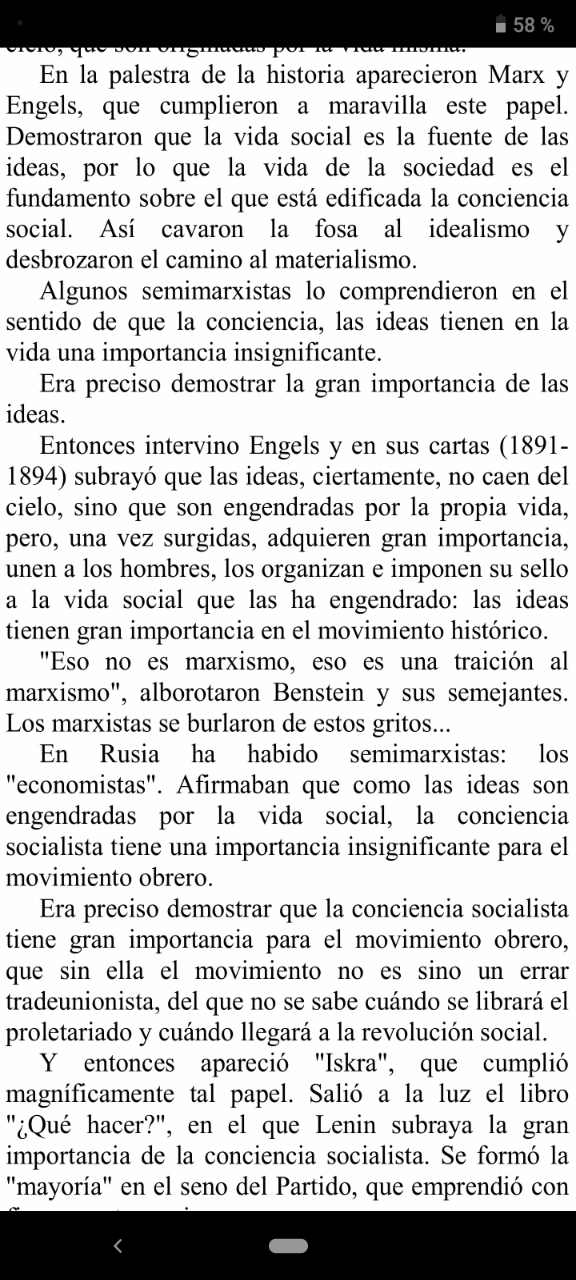 58 %
cielo, que son originadas por la vida misma.
En la palestra de la historia aparecieron Marx y
Engels, que cumplieron a maravilla este papel.
Demostraron que la vida social es la fuente de las
ideas, por lo que la vida de la sociedad es el
fundamento sobre el que está edificada la conciencia
social. Así cavaron la fosa al idealismo y
desbrozaron el camino al materialismo.
Algunos semimarxistas lo comprendieron en el
sentido de que la conciencia, las ideas tienen en la
vida una importancia insignificante.
Era preciso demostrar la gran importancia de las
ideas.
Entonces intervino Engels y en sus cartas (1891-
1894) subrayó que las ideas, ciertamente, no caen del
cielo, sino que son engendradas por la propia vida,
pero, una vez surgidas, adquieren gran importancia,
unen a los hombres, los organizan e imponen su sello
a la vida social que las ha engendrado: las ideas
tienen gran importancia en el movimiento histórico.
"Eso no es marxismo, eso es una traición al
marxismo", alborotaron Benstein y sus semejantes.
Los marxistas se burlaron de estos gritos...
En Rusia ha habido semimarxistas: los
"economistas". Afirmaban que como las ideas son
engendradas por la vida social, la conciencia
socialista tiene una importancia insignificante para el
movimiento obrero.
Era preciso demostrar que la conciencia socialista
tiene gran importancia para el movimiento obrero,
que sin ella el movimiento no es sino un errar
tradeunionista, del que no se sabe cuándo se librará el
proletariado y cuándo llegará a la revolución social.
Y entonces apareció "Iskra", que cumplió
magníficamente tal papel. Salió a la luz el libro
"¿Qué hacer?", en el que Lenin subraya la gran
importancia de la conciencia socialista. Se formó la
"mayoría" en el seno del Partido, que emprendió con